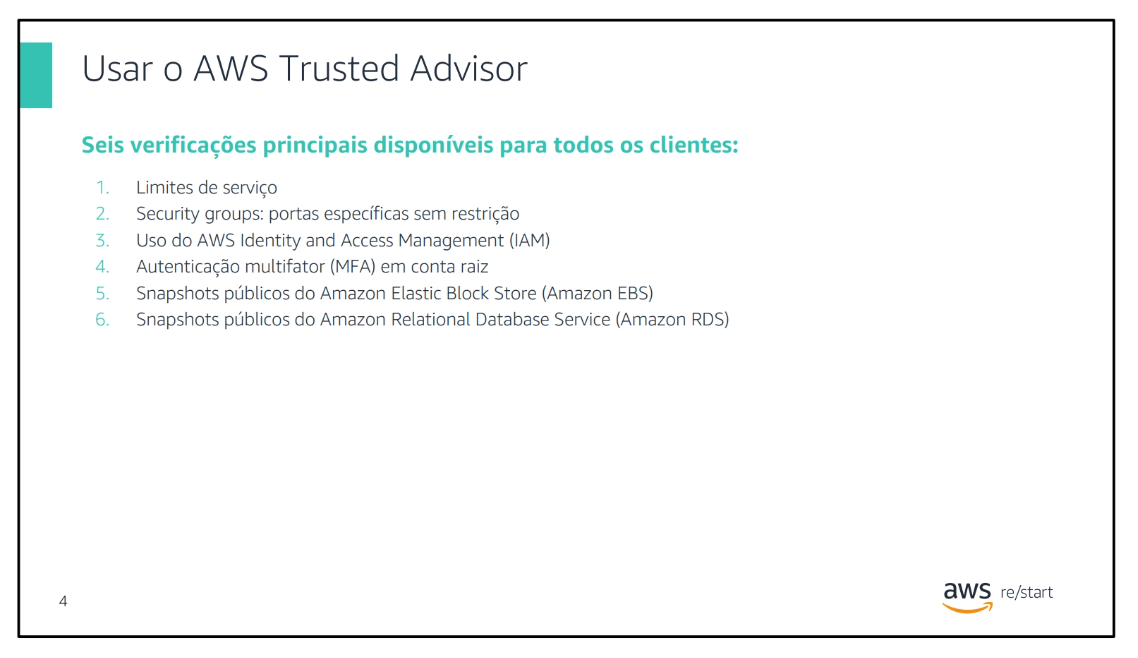 Usar o AWS Trusted Advisor
Seis verificações principais disponíveis para todos os clientes:
1. Limites de serviço
2. Security groups: portas específicas sem restrição
3. Uso do AWS Identity and Access Management (IAM)
4. Autenticação multifator (MFA) em conta raiz
5. Snapshots públicos do Amazon Elastic Block Store (Amazon EBS)
6. Snapshots públicos do Amazon Relational Database Service (Amazon RDS)
4
aws re/start